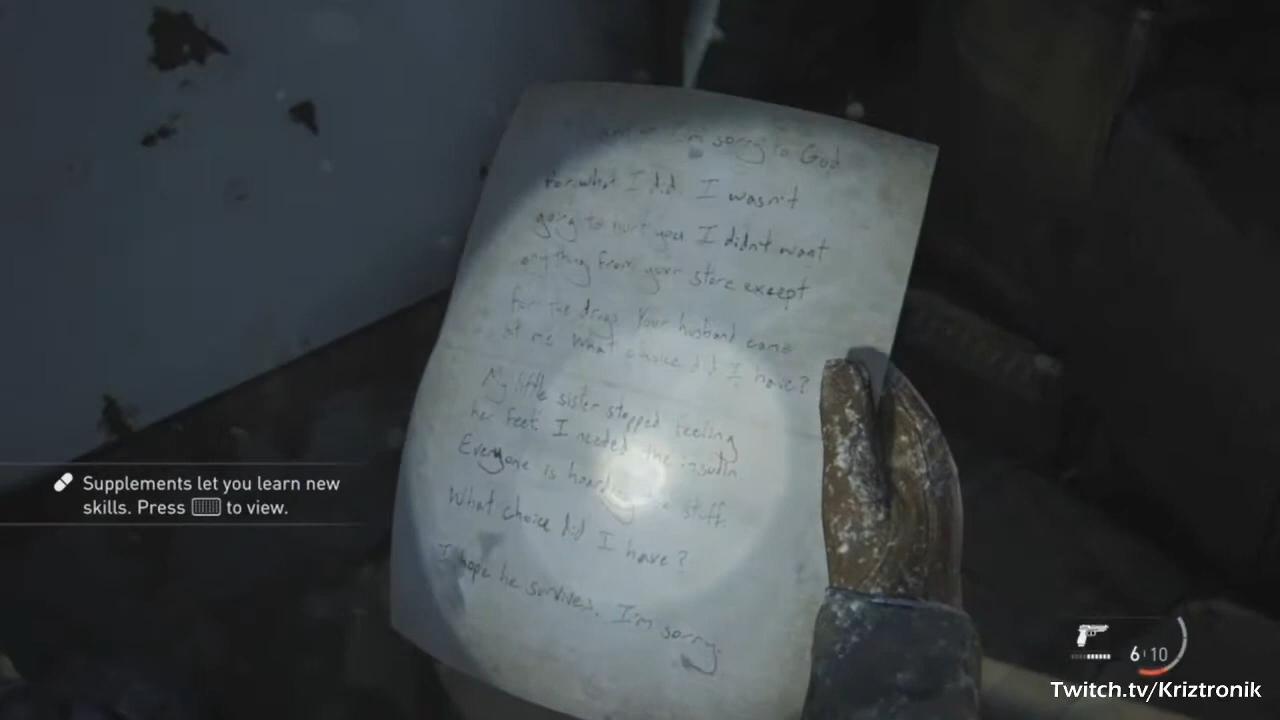 I'm sorry to God
for what I did. I wasn't
going to hurt you I didn't want
anything from your store except
for the drugs. Your husband came
at me. What choice did I have?
My little sister stopped feeling
her feet. I needed the insulin
Everyone is stuff.
What choice did I have?
I hope he survives. I'm sorry.
Supplements let you learn new
skills. Press to view.
6 10
Twitch.tv/Kriztronik